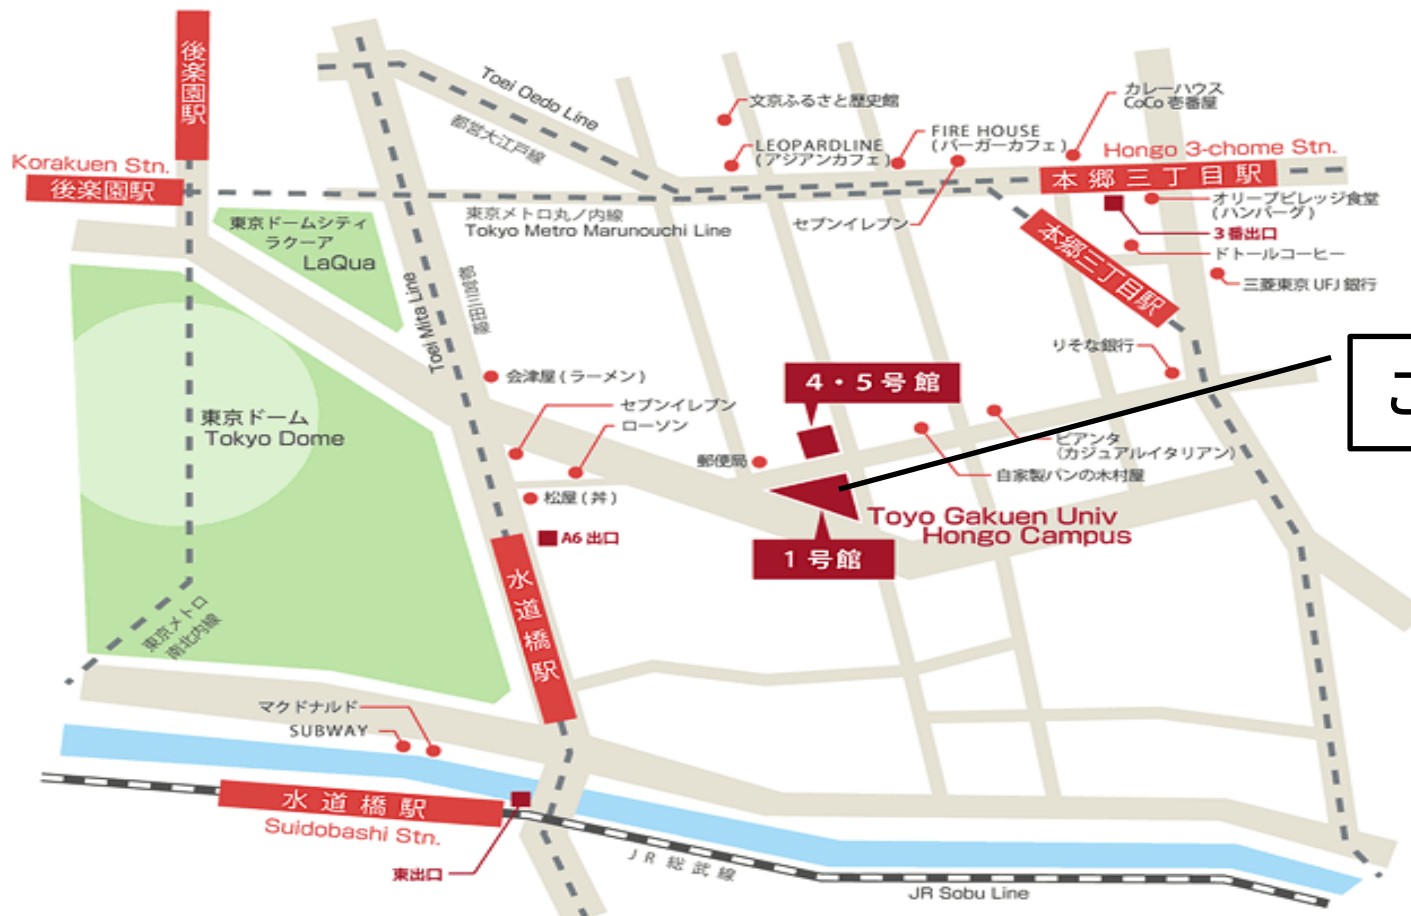 後楽園駅
Korakuen Stn.
後楽園駅
Toei Oedo Line
都営大江戸線
文京ふるさと歴史館
LEOPARDLINE
(アジアンカフェ)
FIRE HOUSE
(バーガーカフェ)
カレーハウス
CoCo壱番屋
Hongo 3-chome Stn.
本郷三丁目駅
東京ドームシティ
ラクーア
LaQua
東京メトロ丸ノ内線
Tokyo Metro Marunouchi Line
セブンイレブン
オリーブビレッジ食堂
(ハンバーグ)
3番出口
本郷三丁目駅
ドトールコーヒー
三菱東京UFJ銀行
Toei Mita Line
都営三田線
りそな銀行
会津屋(ラーメン)
4・5号館
セブンイレブン
ローソン
東京ドーム
Tokyo Dome
郵便局
ピアンタ
(カジュアルイタリアン)
自家製パンの木村屋
松屋(丼)
Toyo Gakuen Univ
Hongo Campus
A6出口
1号館
水道橋駅
東京メトロ
南北内線
マクドナルド
SUBWAY
水道橋駅
Suidobashi Stn.
東出口
JR総武線
JR Sobu Line